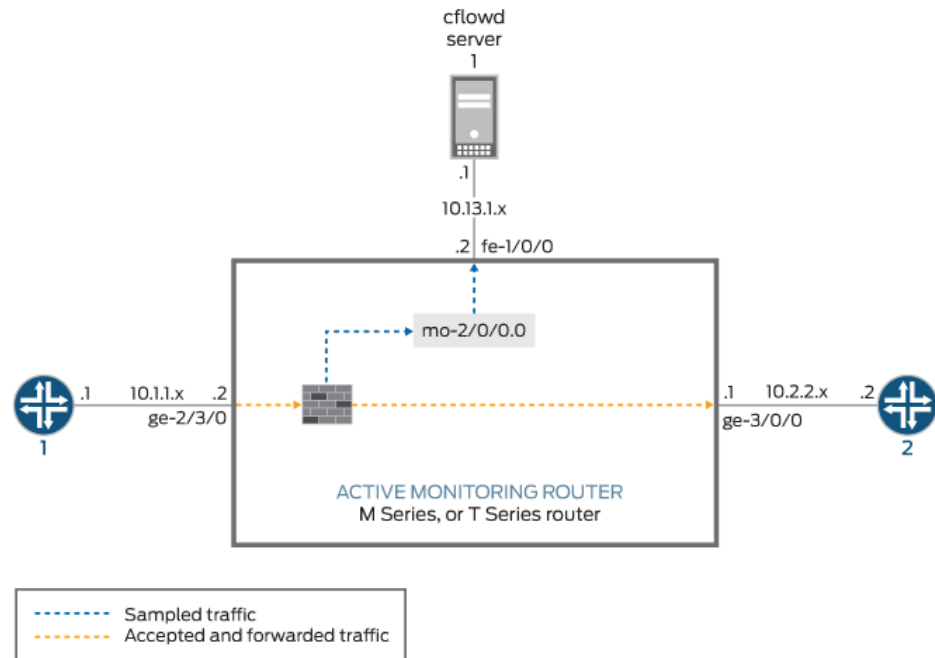 cflowd
server
1
.1
10.13.1.x
.2 fe-1/0/0
mo-2/0/0.0
.1 10.1.1.x .2
ge-2/3/0
1
.1 10.2.2.x .2
ge-3/0/0
2
ACTIVE MONITORING ROUTER
M Series, or T Series router
Sampled traffic
Accepted and forwarded traffic